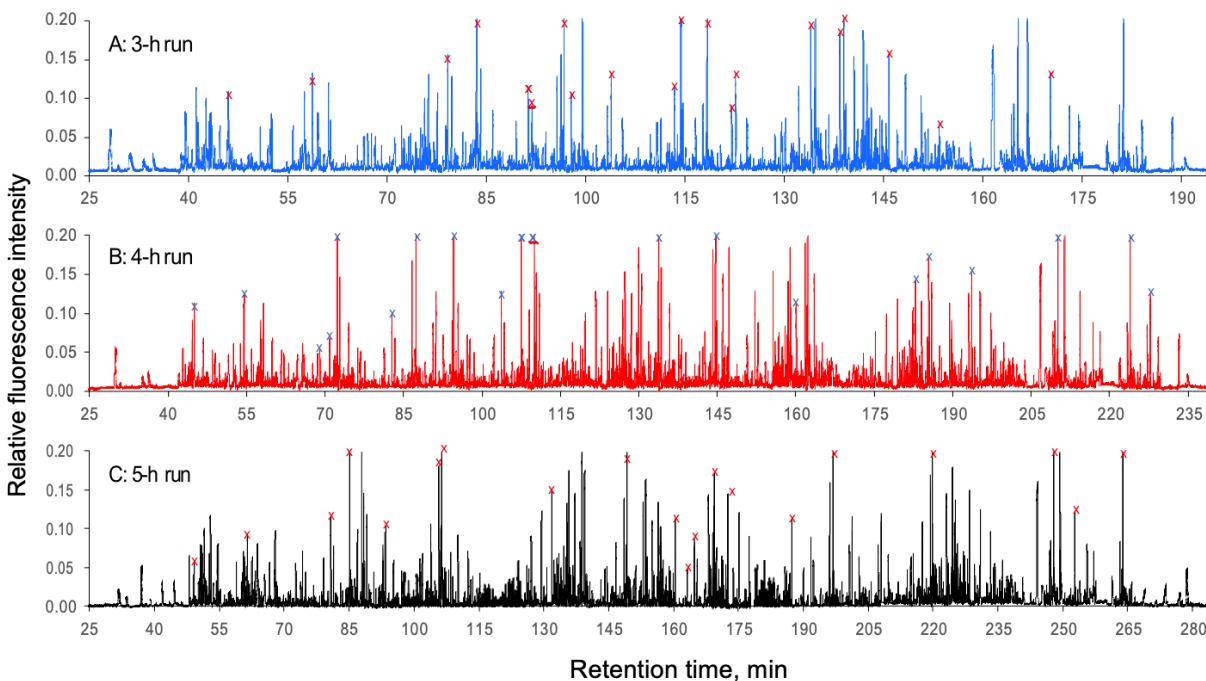 Relative fluorescence intensity
A: 3-h run
0.20
0.15
0.10
0.05
0.00
25 40 55 70 85 100 115 130 145 160 175 190
B: 4-h run
0.20
0.15
0.10
0.05
0.00
25 40 55 70 85 100 115 130 145 160 175 190 205 220 235
C: 5-h run
0.20
0.15
0.10
0.05
0.00
25 40 55 70 85 100 115 130 145 160 175 190 205 220 235 250 265 280
Retention time, min